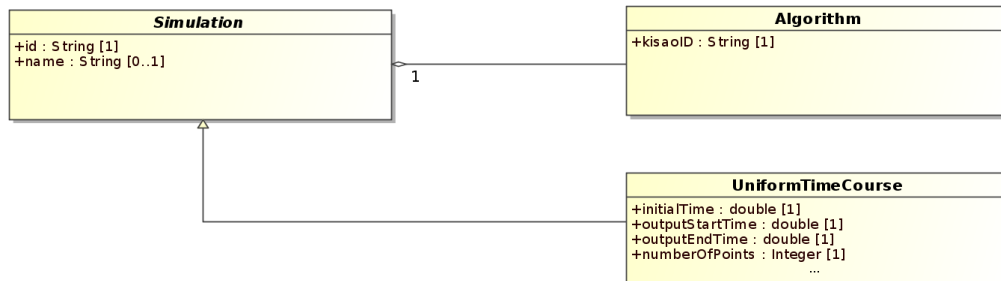 Simulation
+id : String [1]
+name : String [0..1]
1
Algorithm
+kisaoID : String [1]
UniformTimeCourse
+initialTime : double [1]
+outputStartTime : double [1]
+outputEndTime : double [1]
+numberOfPoints : Integer [1]
...